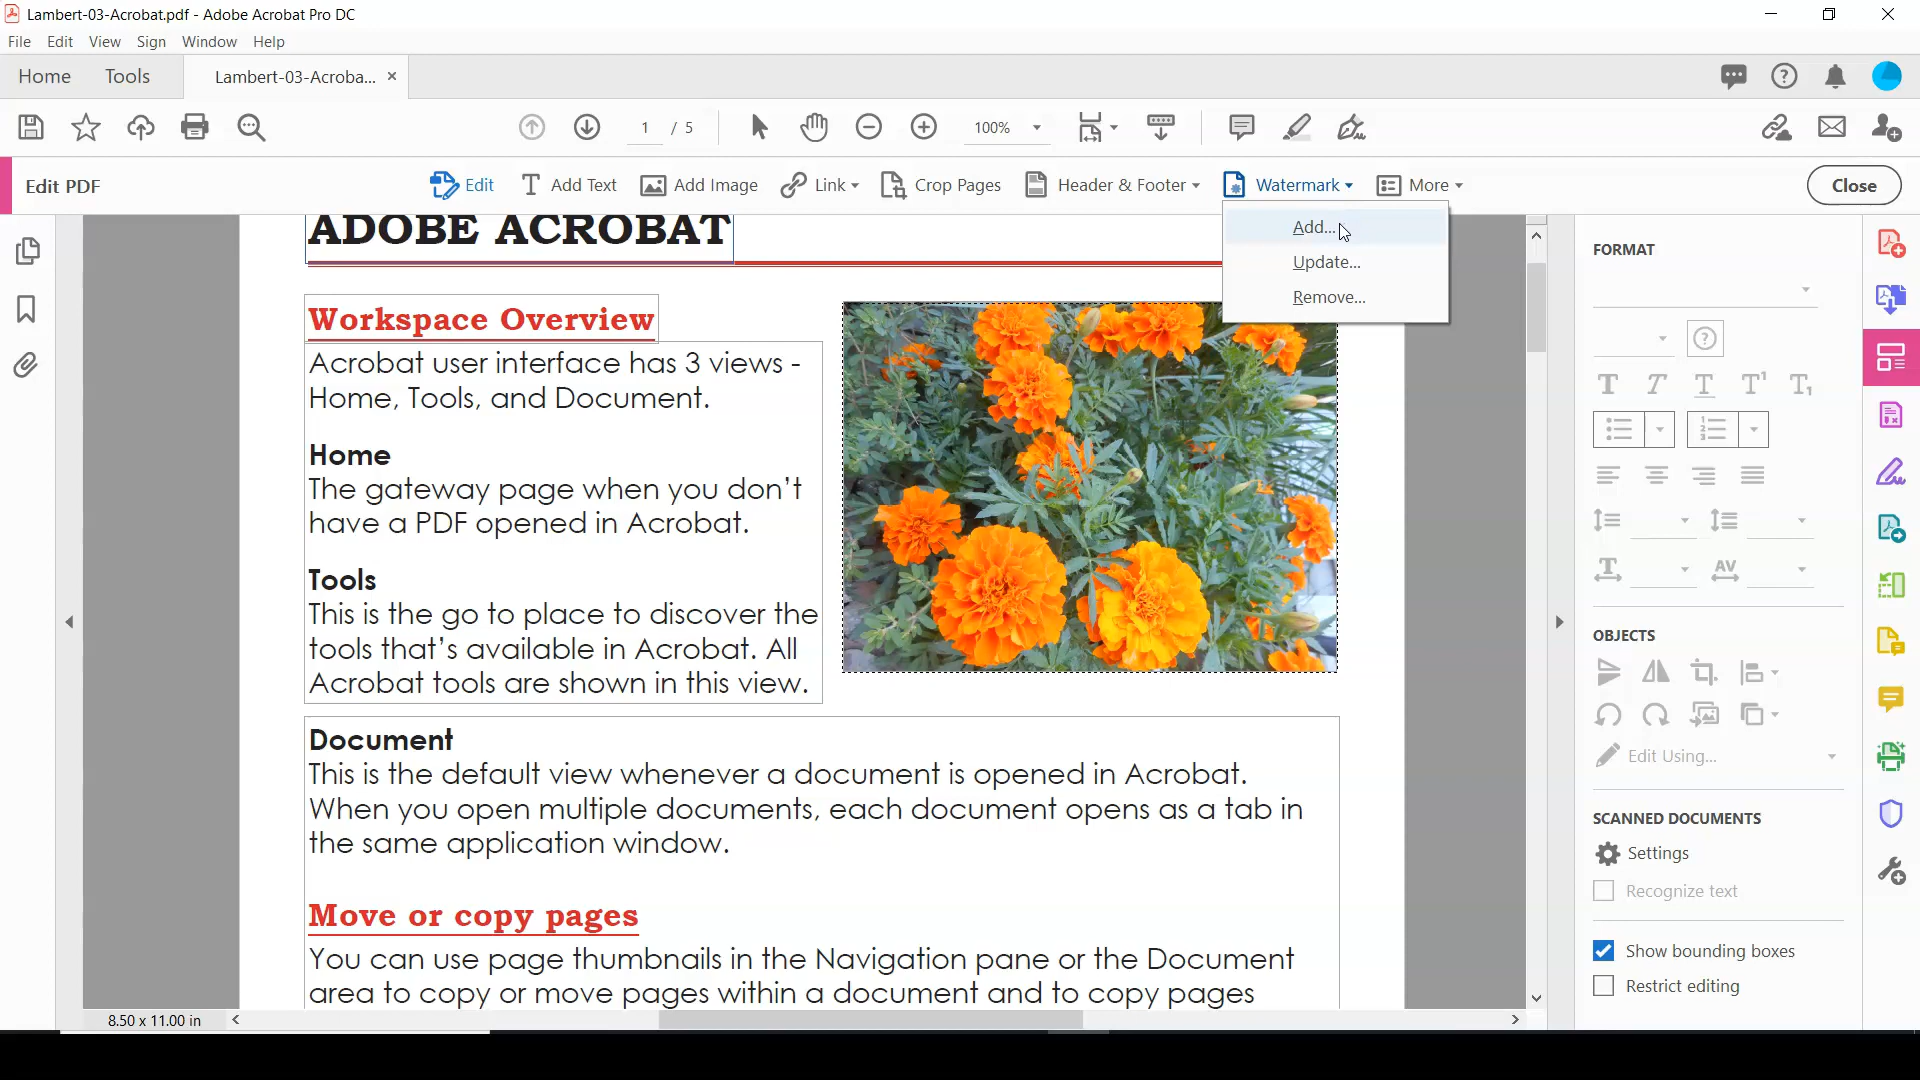 Lambert-03-Acrobat.pdf - Adobe Acrobat Pro DC
File Edit View Sign Window Help
Home Tools Lambert-03-Acroba... ×
1 / 5 100%
Edit PDF Edit Add Text Add Image Link Crop Pages Header & Footer Watermark More Close
Add...
Update...
Remove...
ADOBE ACROBAT
Workspace Overview
Acrobat user interface has 3 views -
Home, Tools, and Document.
Home
The gateway page when you don’t
have a PDF opened in Acrobat.
Tools
This is the go to place to discover the
tools that’s available in Acrobat. All
Acrobat tools are shown in this view.
Document
This is the default view whenever a document is opened in Acrobat.
When you open multiple documents, each document opens as a tab in
the same application window.
Move or copy pages
You can use page thumbnails in the Navigation pane or the Document
area to copy or move pages within a document and to copy pages
8.50 x 11.00 in
FORMAT
OBJECTS
Edit Using...
SCANNED DOCUMENTS
Settings
Recognize text
Show bounding boxes
Restrict editing